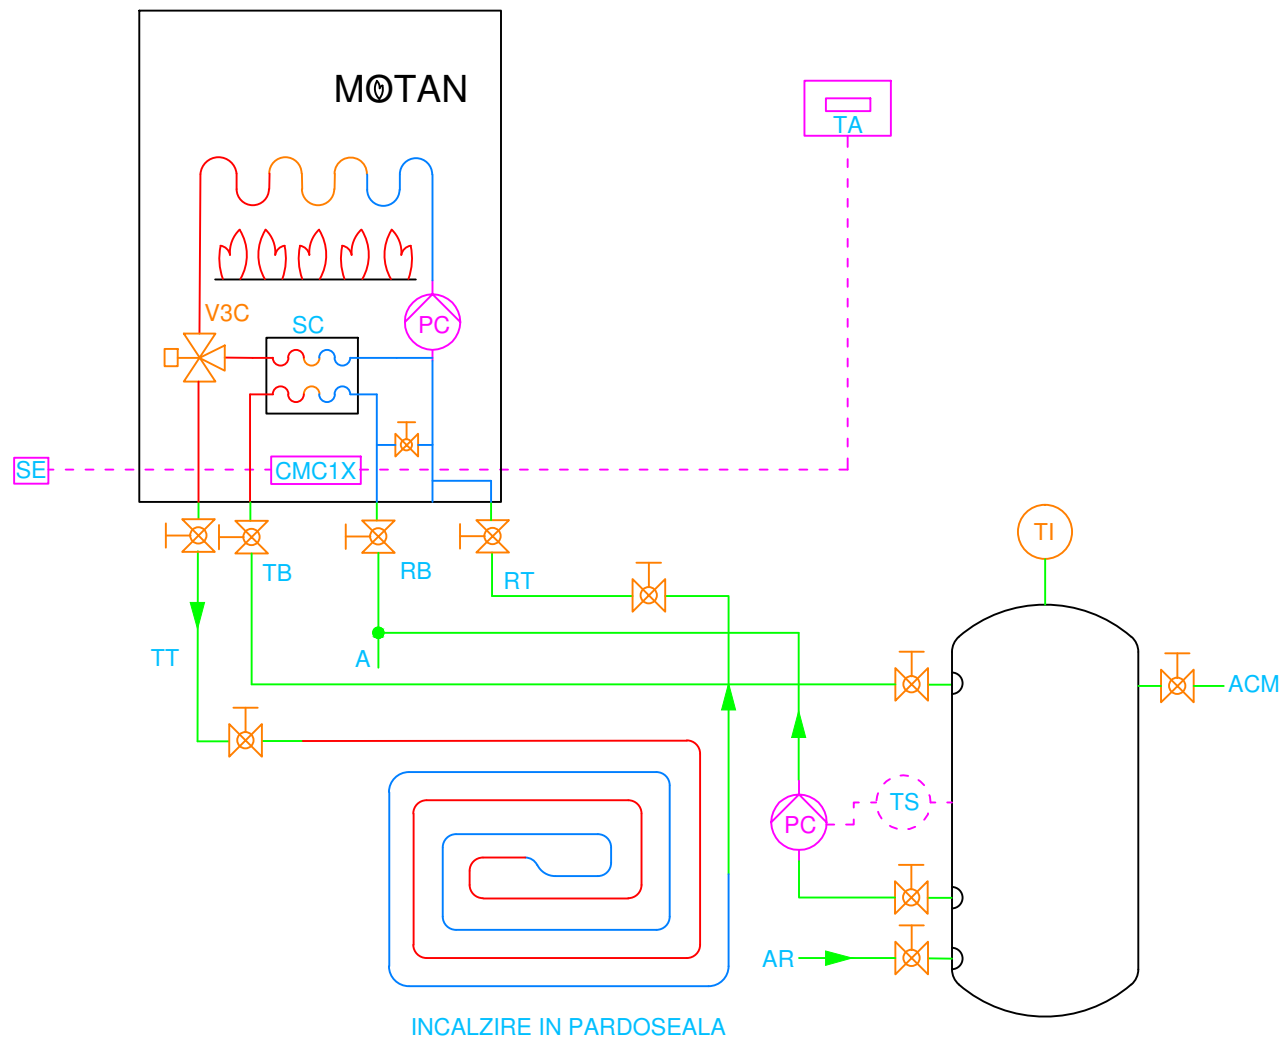 MOTAN
TA
V3C
SC
PC
SE
CMC1X
TI
TB
RB
RT
TT
A
ACM
TS
PC
AR
INCALZIRE IN PARDOSEALA